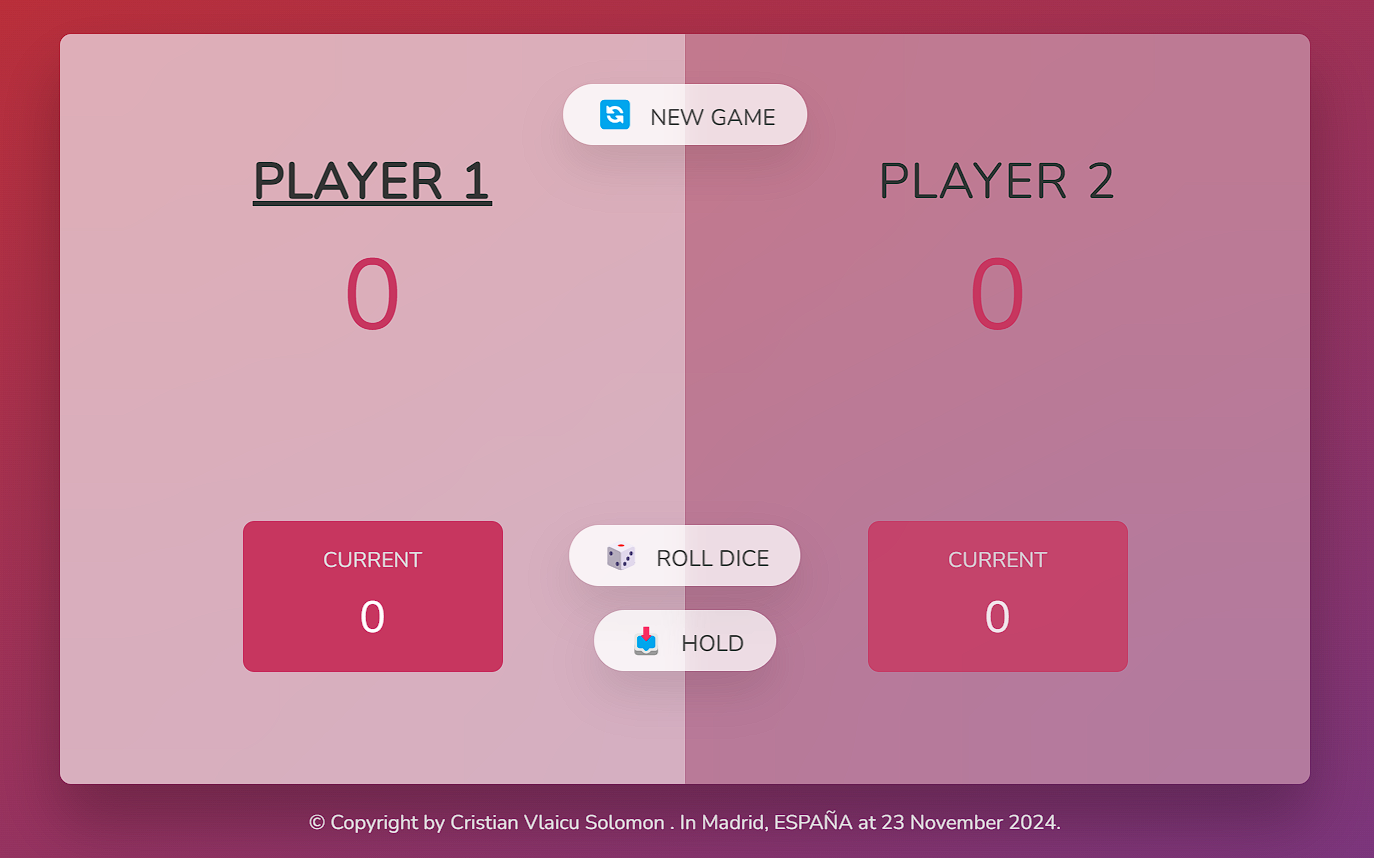 NEW GAME
PLAYER 1
0
CURRENT
0
PLAYER 2
0
CURRENT
0
ROLL DICE
HOLD
© Copyright by Cristian Vlaicu Solomon . In Madrid, ESPAÑA at 23 November 2024.